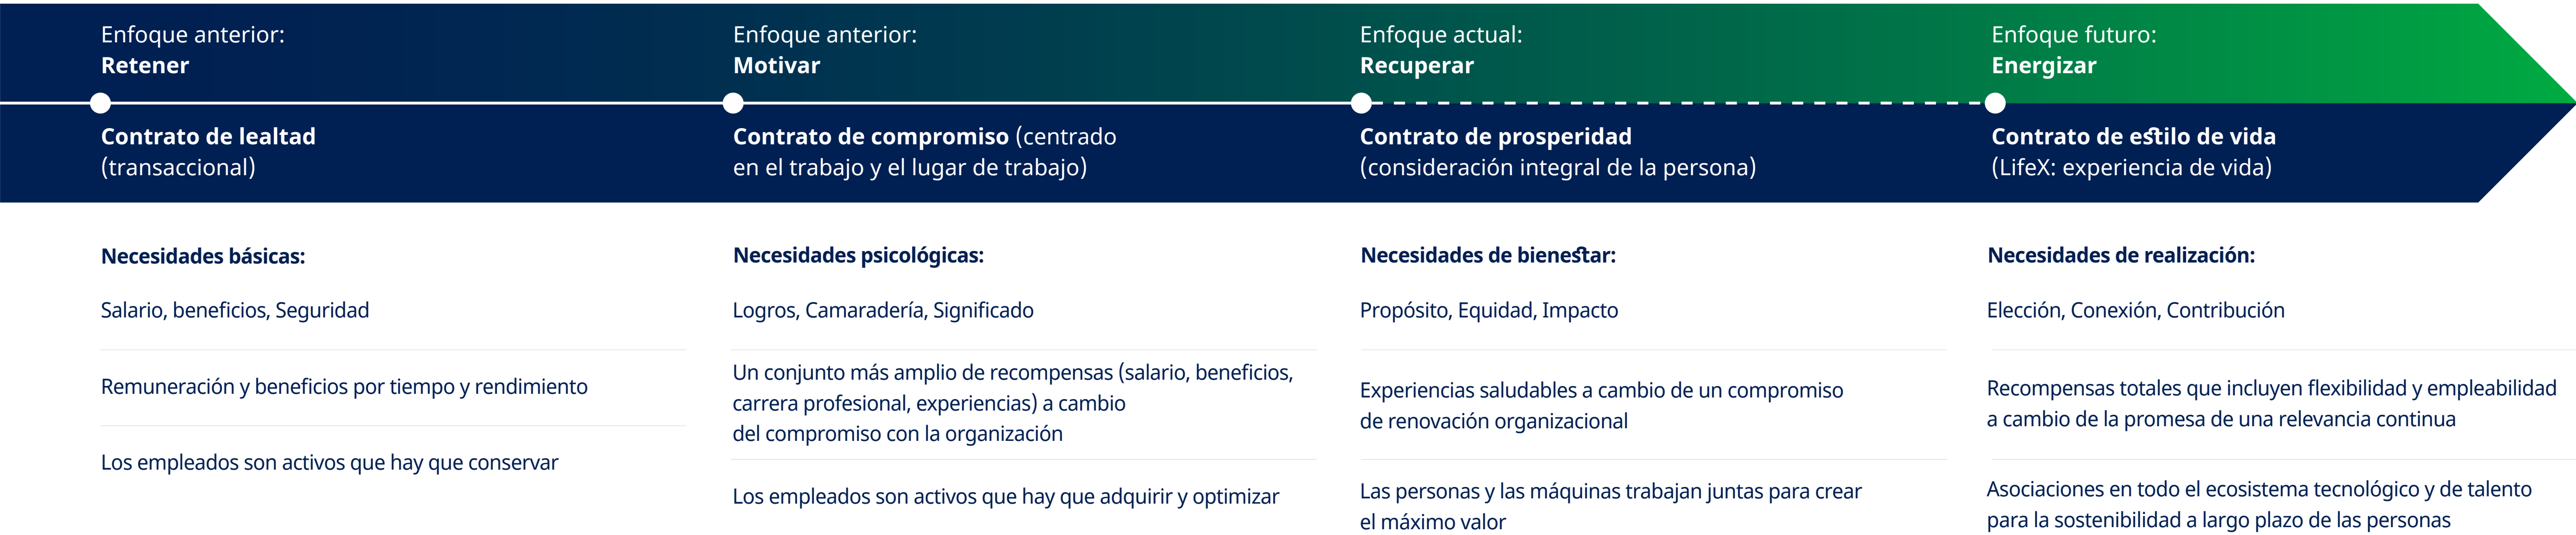 Enfoque anterior:
Retener
Contrato de lealtad
(transaccional)
Necesidades básicas:
Salario, beneficios, Seguridad
Remuneración y beneficios por tiempo y rendimiento
Los empleados son activos que hay que conservar
Enfoque anterior:
Motivar
Contrato de compromiso (centrado
en el trabajo y el lugar de trabajo)
Necesidades psicológicas:
Logros, Camaradería, Significado
Un conjunto más amplio de recompensas (salario, beneficios,
carrera profesional, experiencias) a cambio
del compromiso con la organización
Los empleados son activos que hay que adquirir y optimizar
Enfoque actual:
Recuperar
Contrato de prosperidad
(consideración integral de la persona)
Necesidades de bienestar:
Propósito, Equidad, Impacto
Experiencias saludables a cambio de un compromiso
de renovación organizacional
Las personas y las máquinas trabajan juntas para crear
el máximo valor
Enfoque futuro:
Energizar
Contrato de estilo de vida
(LifeX: experiencia de vida)
Necesidades de realización:
Elección, Conexión, Contribución
Recompensas totales que incluyen flexibilidad y empleabilidad
a cambio de la promesa de una relevancia continua
Asociaciones en todo el ecosistema tecnológico y de talento
para la sostenibilidad a largo plazo de las personas